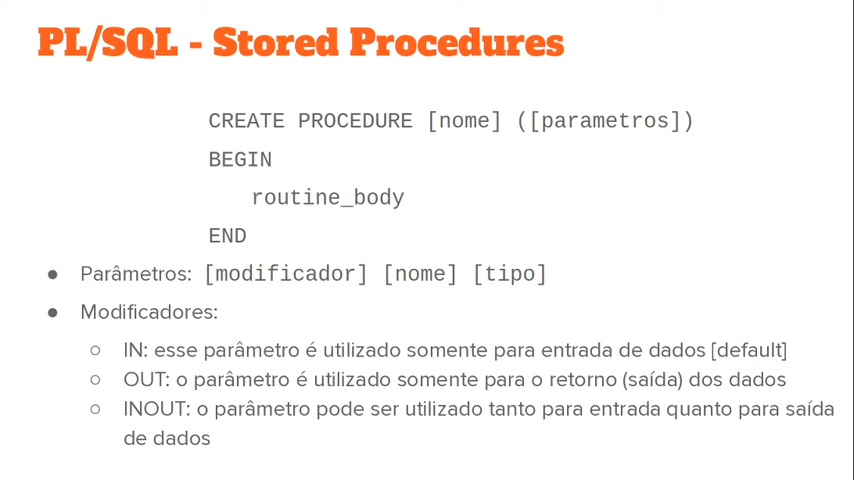 PL/SQL - Stored Procedures
CREATE PROCEDURE [nome] ([parametros])
BEGIN
routine_body
END
● Parâmetros: [modificador] [nome] [tipo]
● Modificadores:
○ IN: esse parâmetro é utilizado somente para entrada de dados [default]
○ OUT: o parâmetro é utilizado somente para o retorno (saída) dos dados
○ INOUT: o parâmetro pode ser utilizado tanto para entrada quanto para saída
de dados